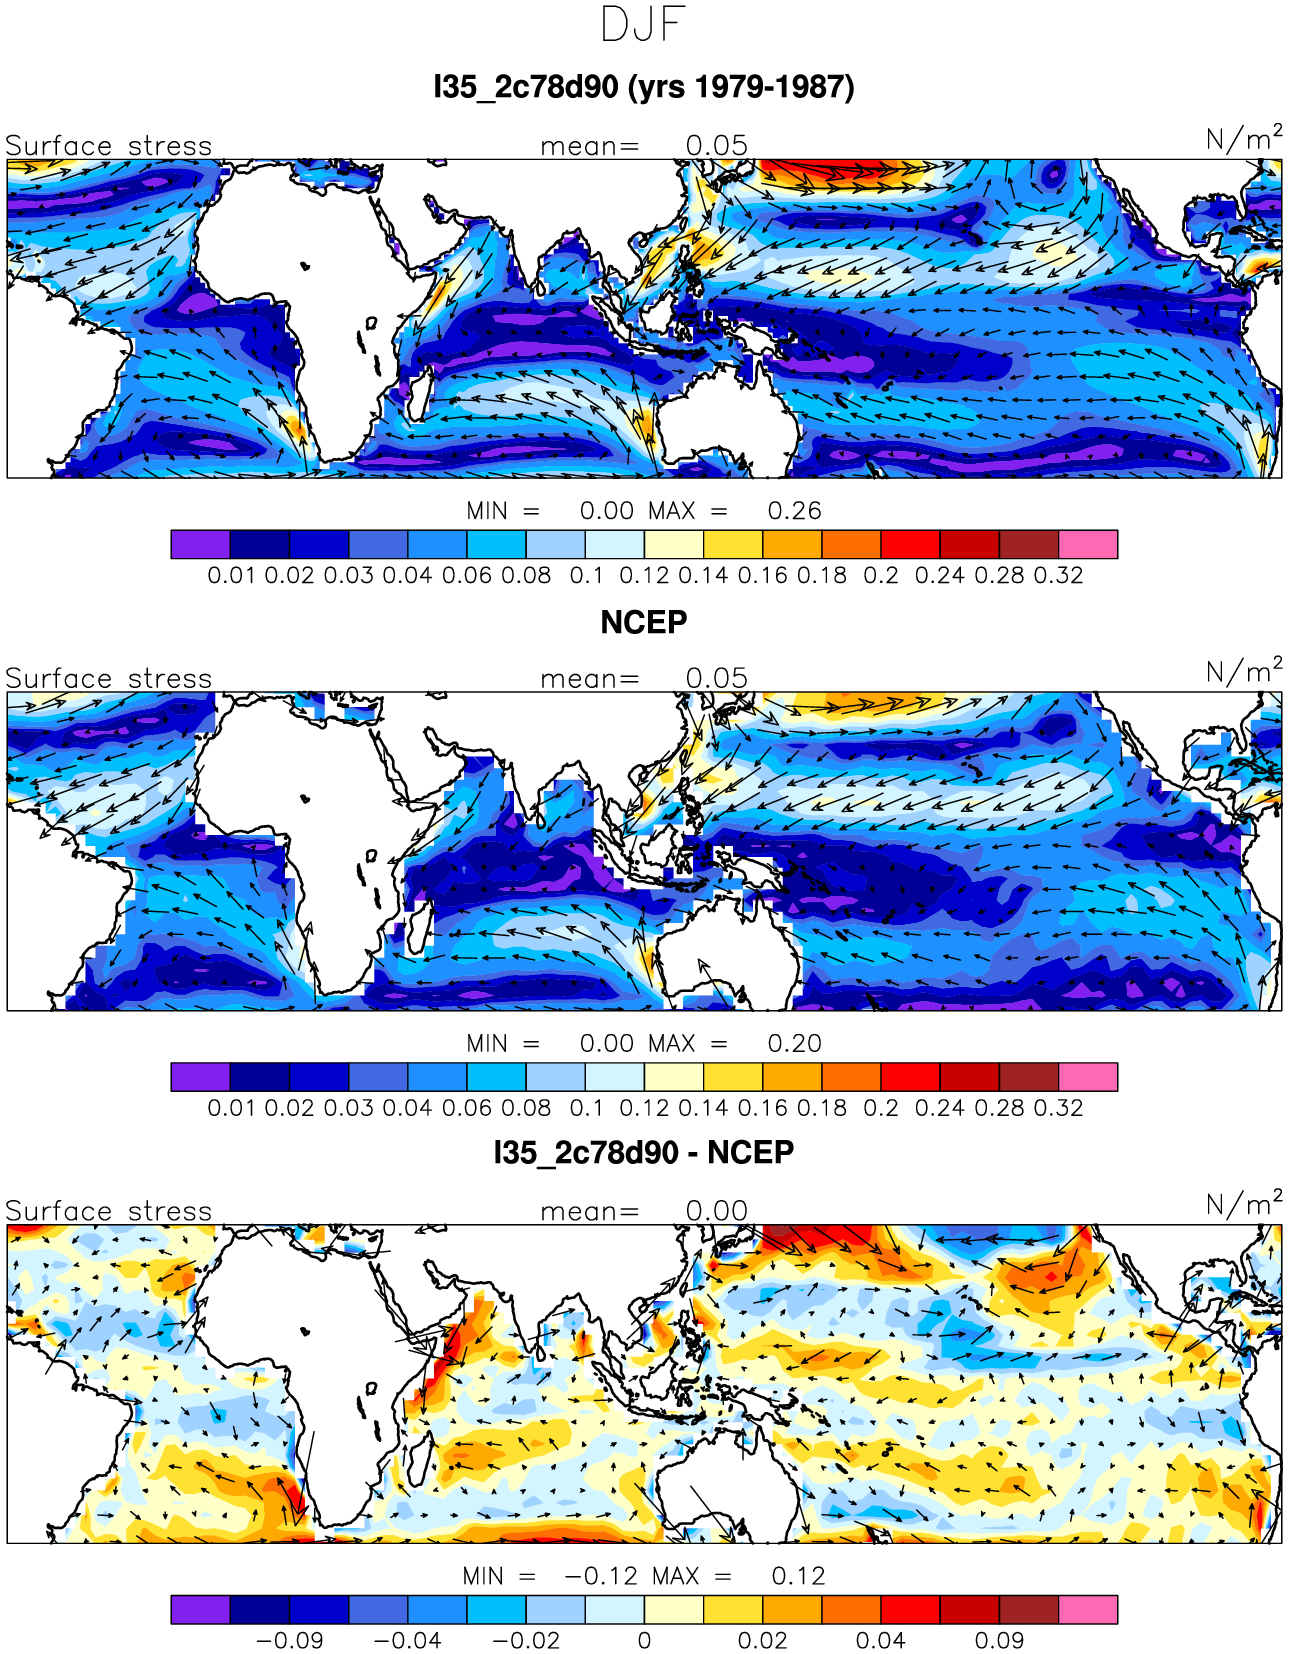 DJF
I35_2c78d90 (yrs 1979-1987)
Surface stress mean= 0.05 N/m²
MIN = 0.00 MAX = 0.26
0.01 0.02 0.03 0.04 0.06 0.08 0.1 0.12 0.14 0.16 0.18 0.2 0.24 0.28 0.32
NCEP
Surface stress mean= 0.05 N/m²
MIN = 0.00 MAX = 0.20
0.01 0.02 0.03 0.04 0.06 0.08 0.1 0.12 0.14 0.16 0.18 0.2 0.24 0.28 0.32
I35_2c78d90 - NCEP
Surface stress mean= 0.00 N/m²
MIN = −0.12 MAX = 0.12
−0.09 −0.04 −0.02 0 0.02 0.04 0.09